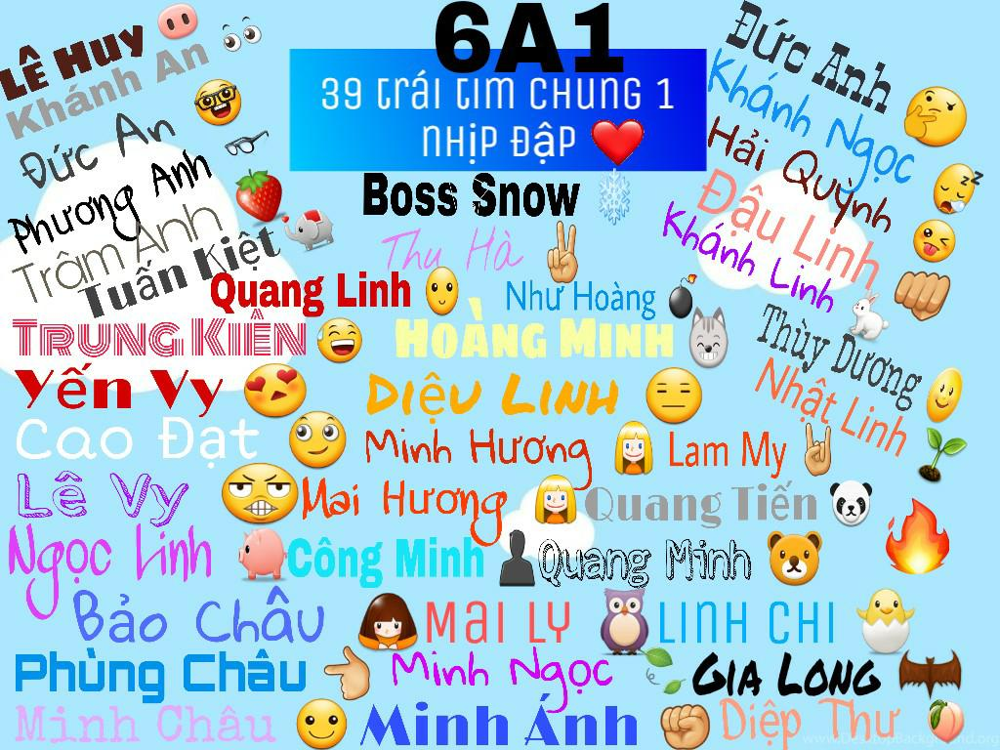 6A1
39 trái tim chung 1
nhịp đập
LÊ Huy
Khánh An
Đức An
Phương Anh
Trâm Anh
Tuấn Kiệt
Đức Anh
Khánh Ngọc
Hải Quỳnh
Đậu Linh
Khánh Linh
Boss Snow
Thu Hà
Quang Linh
Như Hoàng
TRUNG KIÊN
HOÀNG MINH
Thùy Dương
Nhật Linh
Yến Vy
DIỆU LINH
Cao Đạt
Minh Hương
Lam My
Lê Vy
Mai Hương
Quang Tiến
Ngọc Linh
Công Minh
Quang Minh
Bảo Châu
Mai Ly
Linh Chi
Phùng Châu
Minh Ngọc
GIA LONG
Minh Châu
Minh Ánh
Diệp Thư
www.DesktopBackground.org